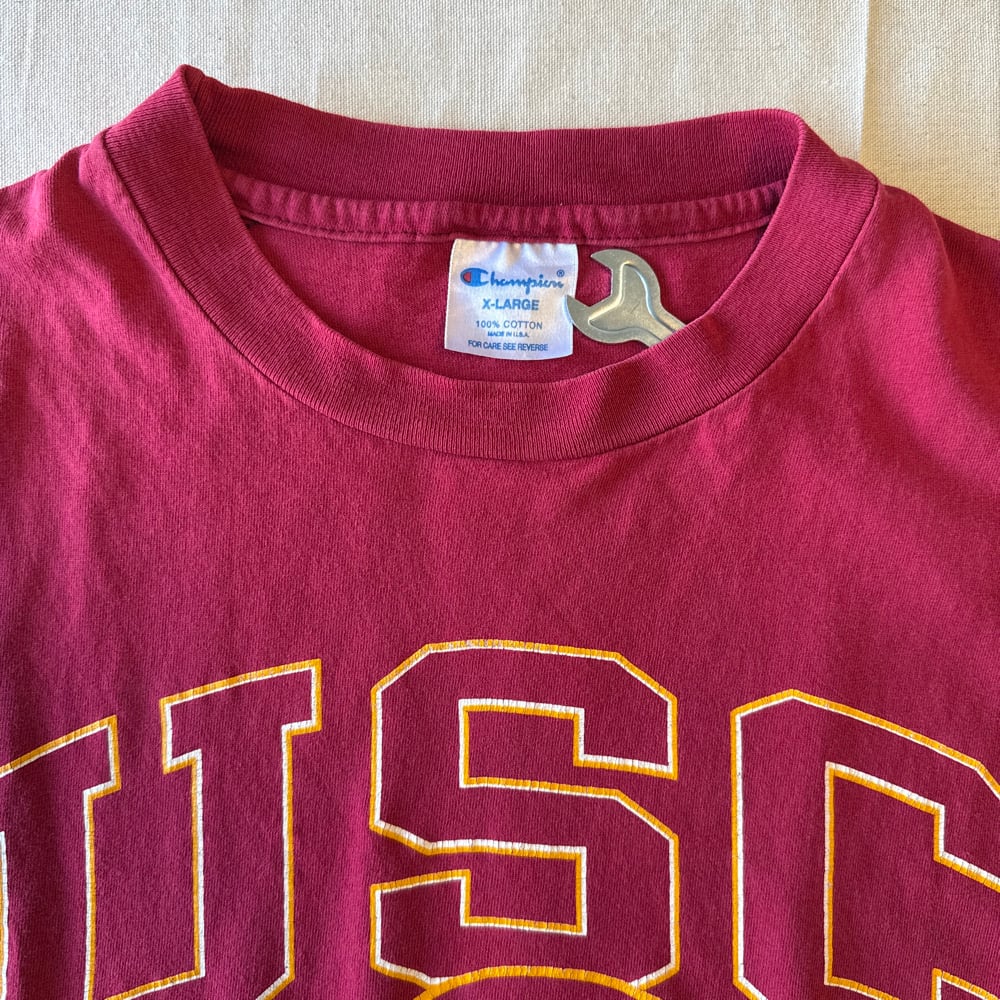 Champion®
X-LARGE
100% COTTON
MADE IN U.S.A.
FOR CARE SEE REVERSE
USC